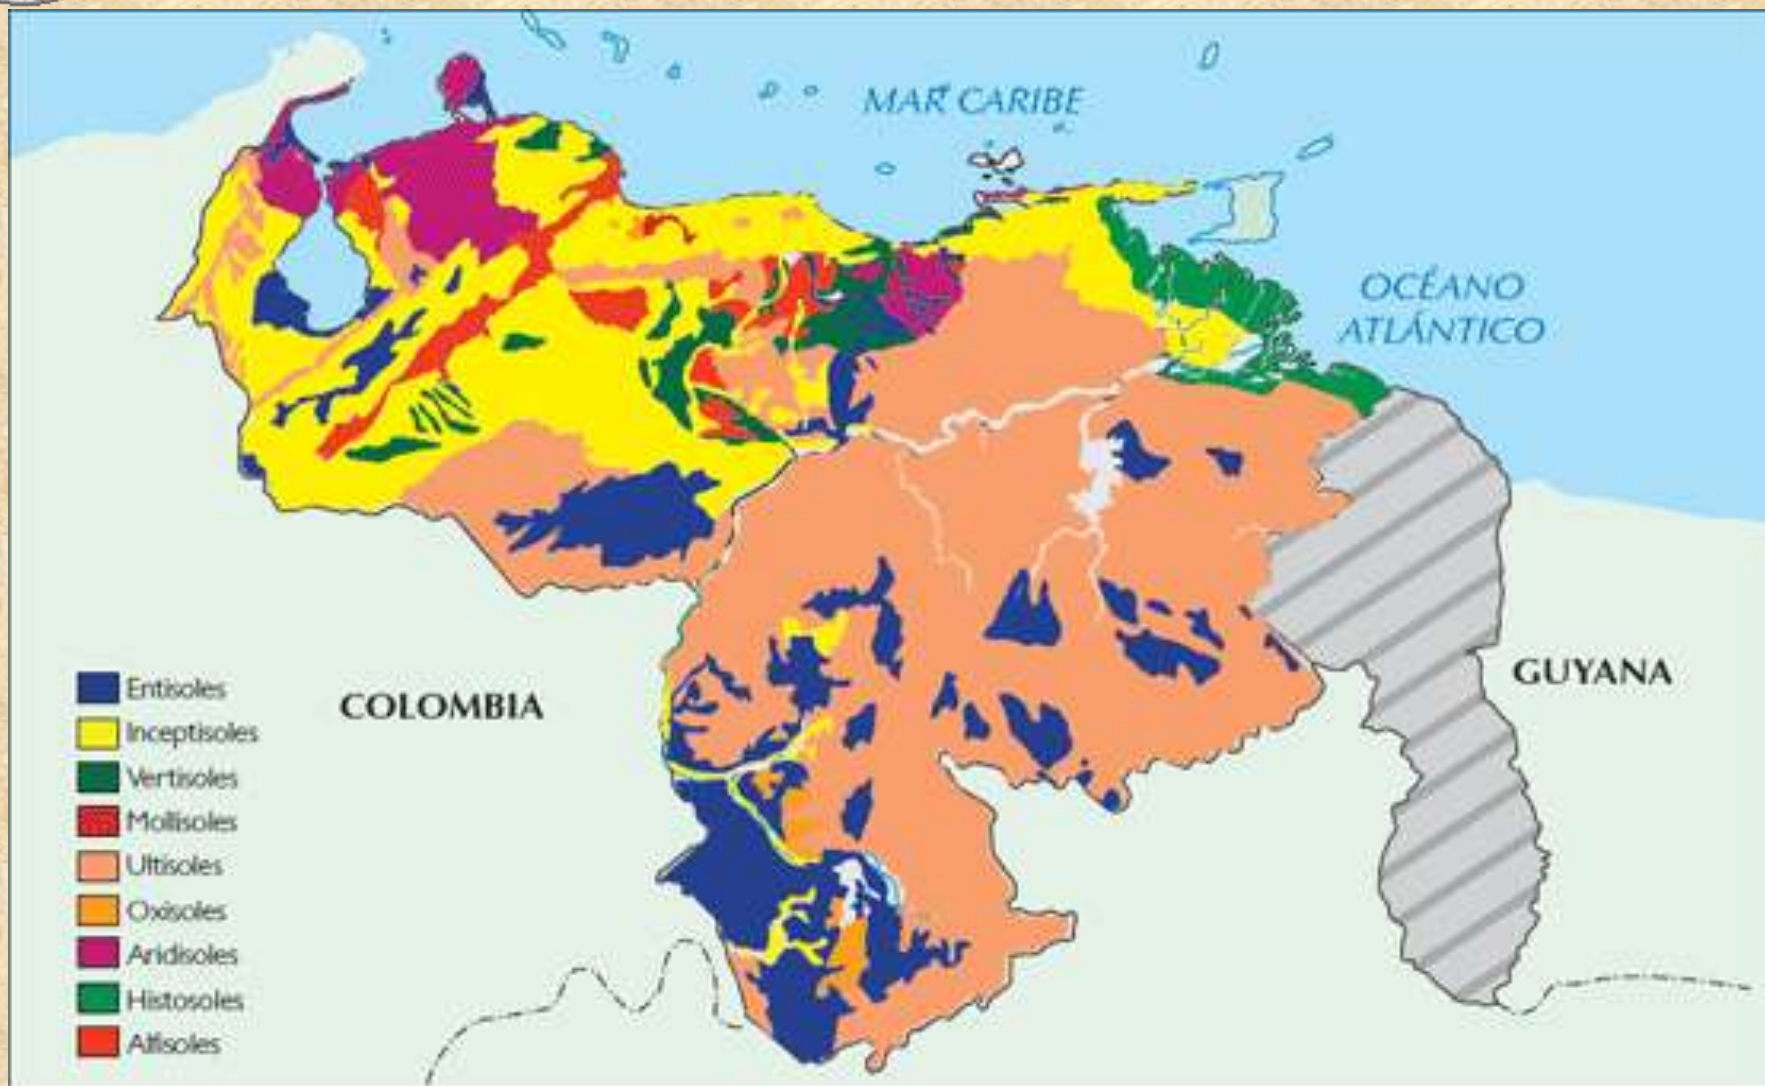 MAR CARIBE
OCÉANO
ATLÁNTICO
COLOMBIA
GUYANA
Entisoles
Inceptisoles
Vertisoles
Mollisoles
Ultisoles
Oxisoles
Aridisoles
Histosoles
Alfisoles